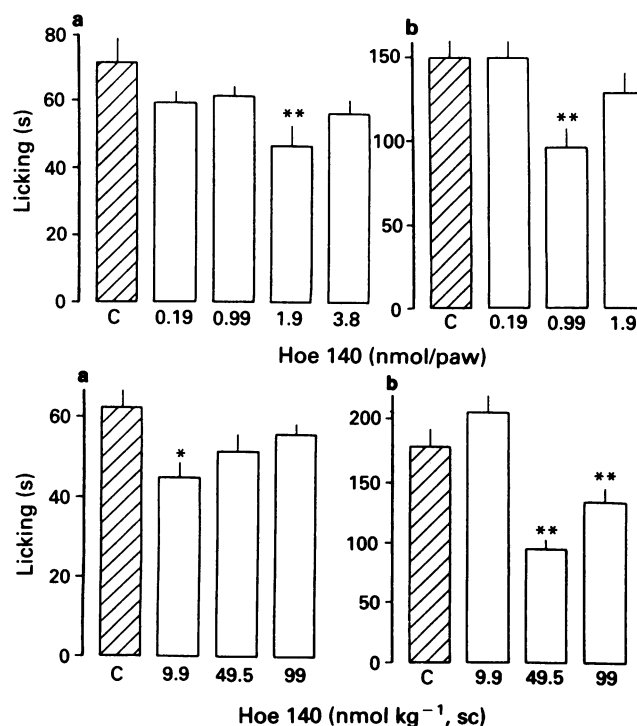 a
b
80
60
40
20
0
Licking (s)
**
C 0.19 0.99 1.9 3.8
150
100
50
0
**
C 0.19 0.99 1.9
Hoe 140 (nmol/paw)
a
b
60
40
20
0
Licking (s)
*
C 9.9 49.5 99
200
150
100
50
0
**
**
C 9.9 49.5 99
Hoe 140 (nmol kg⁻¹, sc)